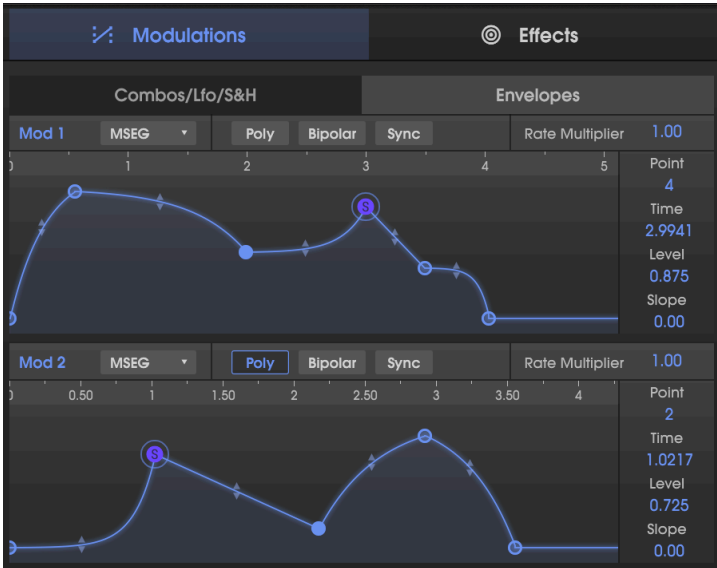 Modulations Effects
Combos/Lfo/S&H Envelopes
Mod 1 MSEG Poly Bipolar Sync Rate Multiplier 1.00
0 1 2 3 4 5
Point
4
Time
2.9941
S
Level
0.875
Slope
0.00
Mod 2 MSEG Poly Bipolar Sync Rate Multiplier 1.00
0 0.50 1 1.50 2 2.50 3 3.50 4
Point
2
Time
S
1.0217
Level
0.725
Slope
0.00